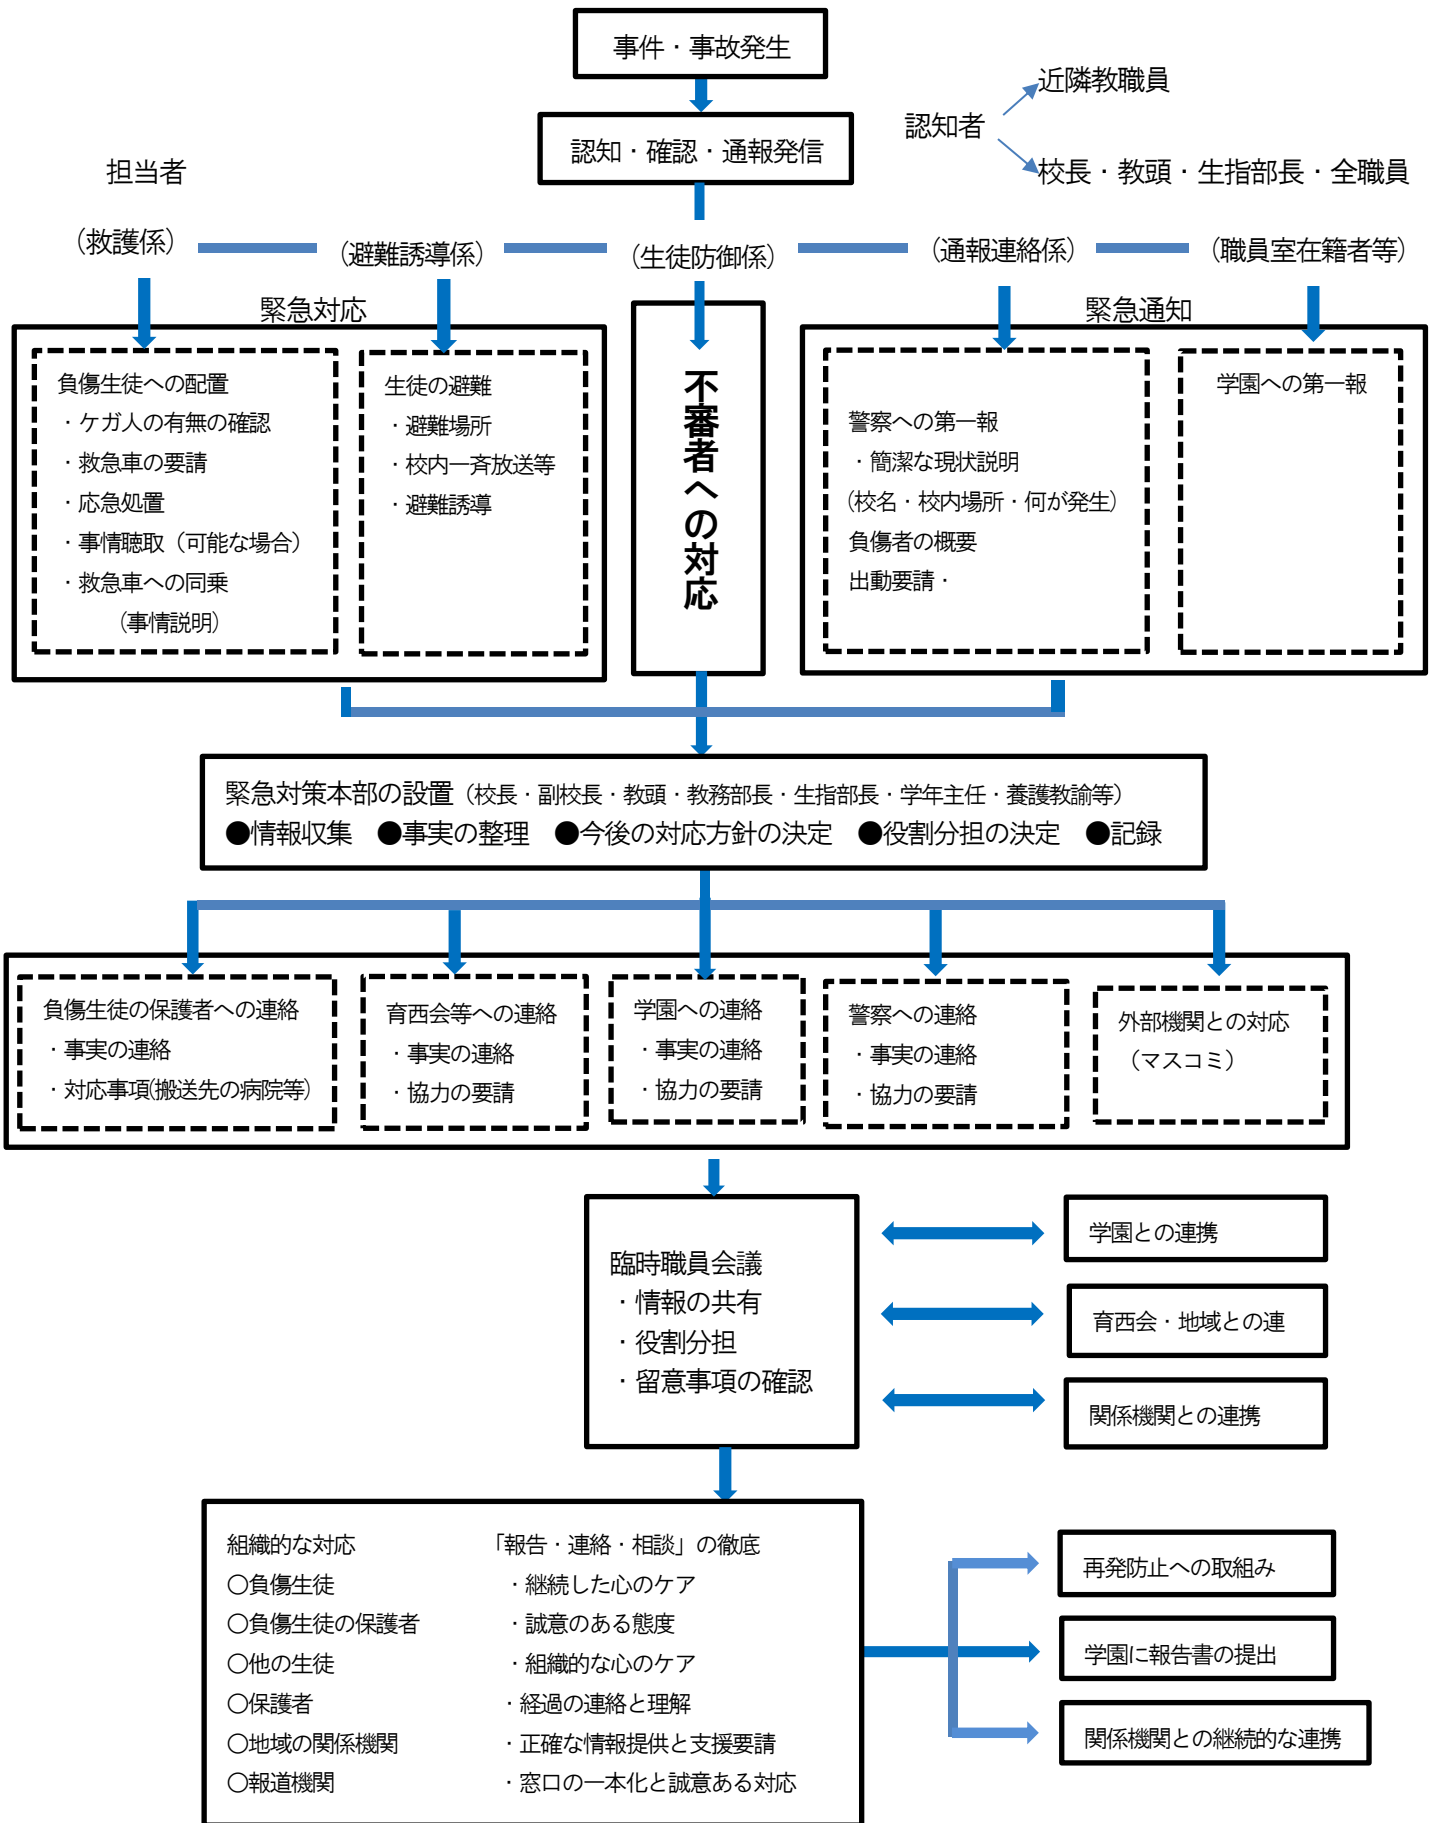 事件・事故発生
近隣教職員
認知者
認知・確認・通報発信
担当者
校長・教頭・生指部長・全職員
（救護係）
（避難誘導係）
（生徒防御係）
（通報連絡係）
（職員室在籍者等）
緊急対応
緊急通知
負傷生徒への配置
・ケガ人の有無の確認
・救急車の要請
・応急処置
・事情聴取（可能な場合）
・救急車への同乗
（事情説明）
生徒の避難
・避難場所
・校内一斉放送等
・避難誘導
不審者への対応
警察への第一報
・簡潔な現状説明
（校名・校内場所・何が発生）
負傷者の概要
出動要請・
学園への第一報
緊急対策本部の設置（校長・副校長・教頭・教務部長・生指部長・学年主任・養護教諭等）
●情報収集　●事実の整理　●今後の対応方針の決定　●役割分担の決定　●記録
負傷生徒の保護者への連絡
・事実の連絡
・対応事項(搬送先の病院等)
育西会等への連絡
・事実の連絡
・協力の要請
学園への連絡
・事実の連絡
・協力の要請
警察への連絡
・事実の連絡
・協力の要請
外部機関との対応
（マスコミ）
臨時職員会議
・情報の共有
・役割分担
・留意事項の確認
学園との連携
育西会・地域との連
関係機関との連携
組織的な対応　「報告・連絡・相談」の徹底
○負傷生徒　・継続した心のケア
○負傷生徒の保護者　・誠意のある態度
○他の生徒　・組織的な心のケア
○保護者　・経過の連絡と理解
○地域の関係機関　・正確な情報提供と支援要請
○報道機関　・窓口の一本化と誠意ある対応
再発防止への取組み
学園に報告書の提出
関係機関との継続的な連携